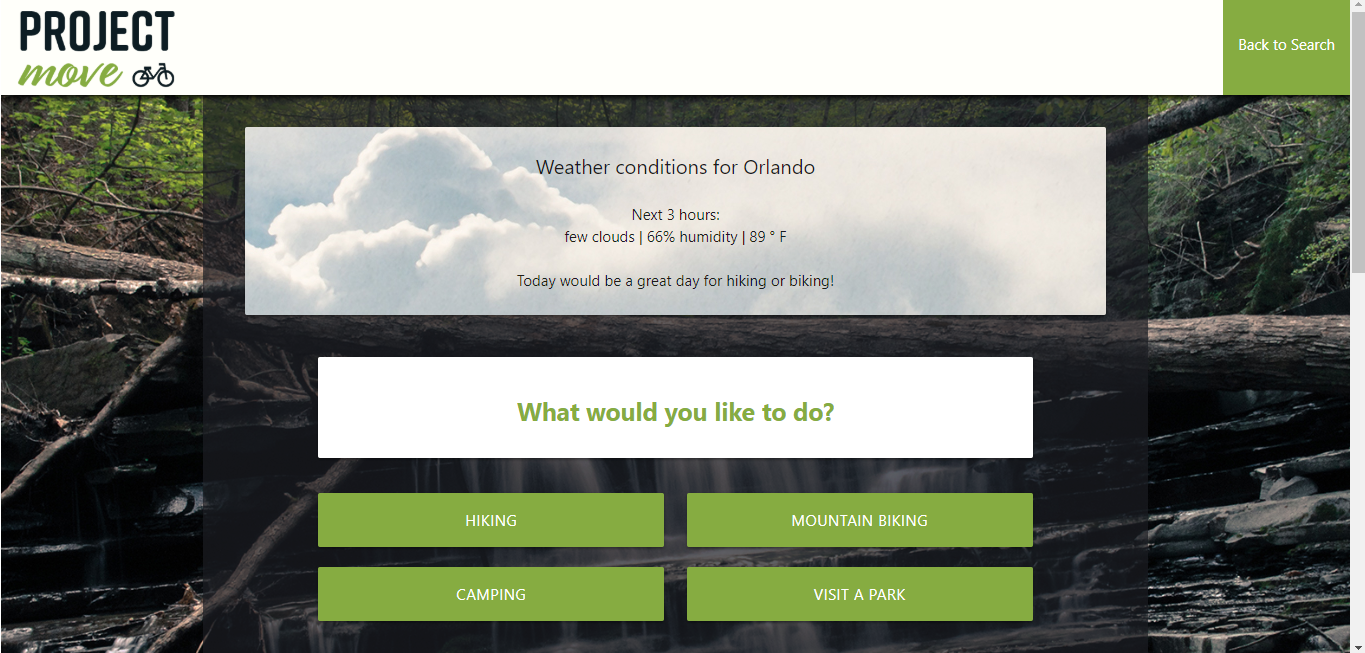 PROJECT
move
Back to Search
Weather conditions for Orlando
Next 3 hours:
few clouds | 66% humidity | 89 ° F
Today would be a great day for hiking or biking!
What would you like to do?
HIKING
MOUNTAIN BIKING
CAMPING
VISIT A PARK